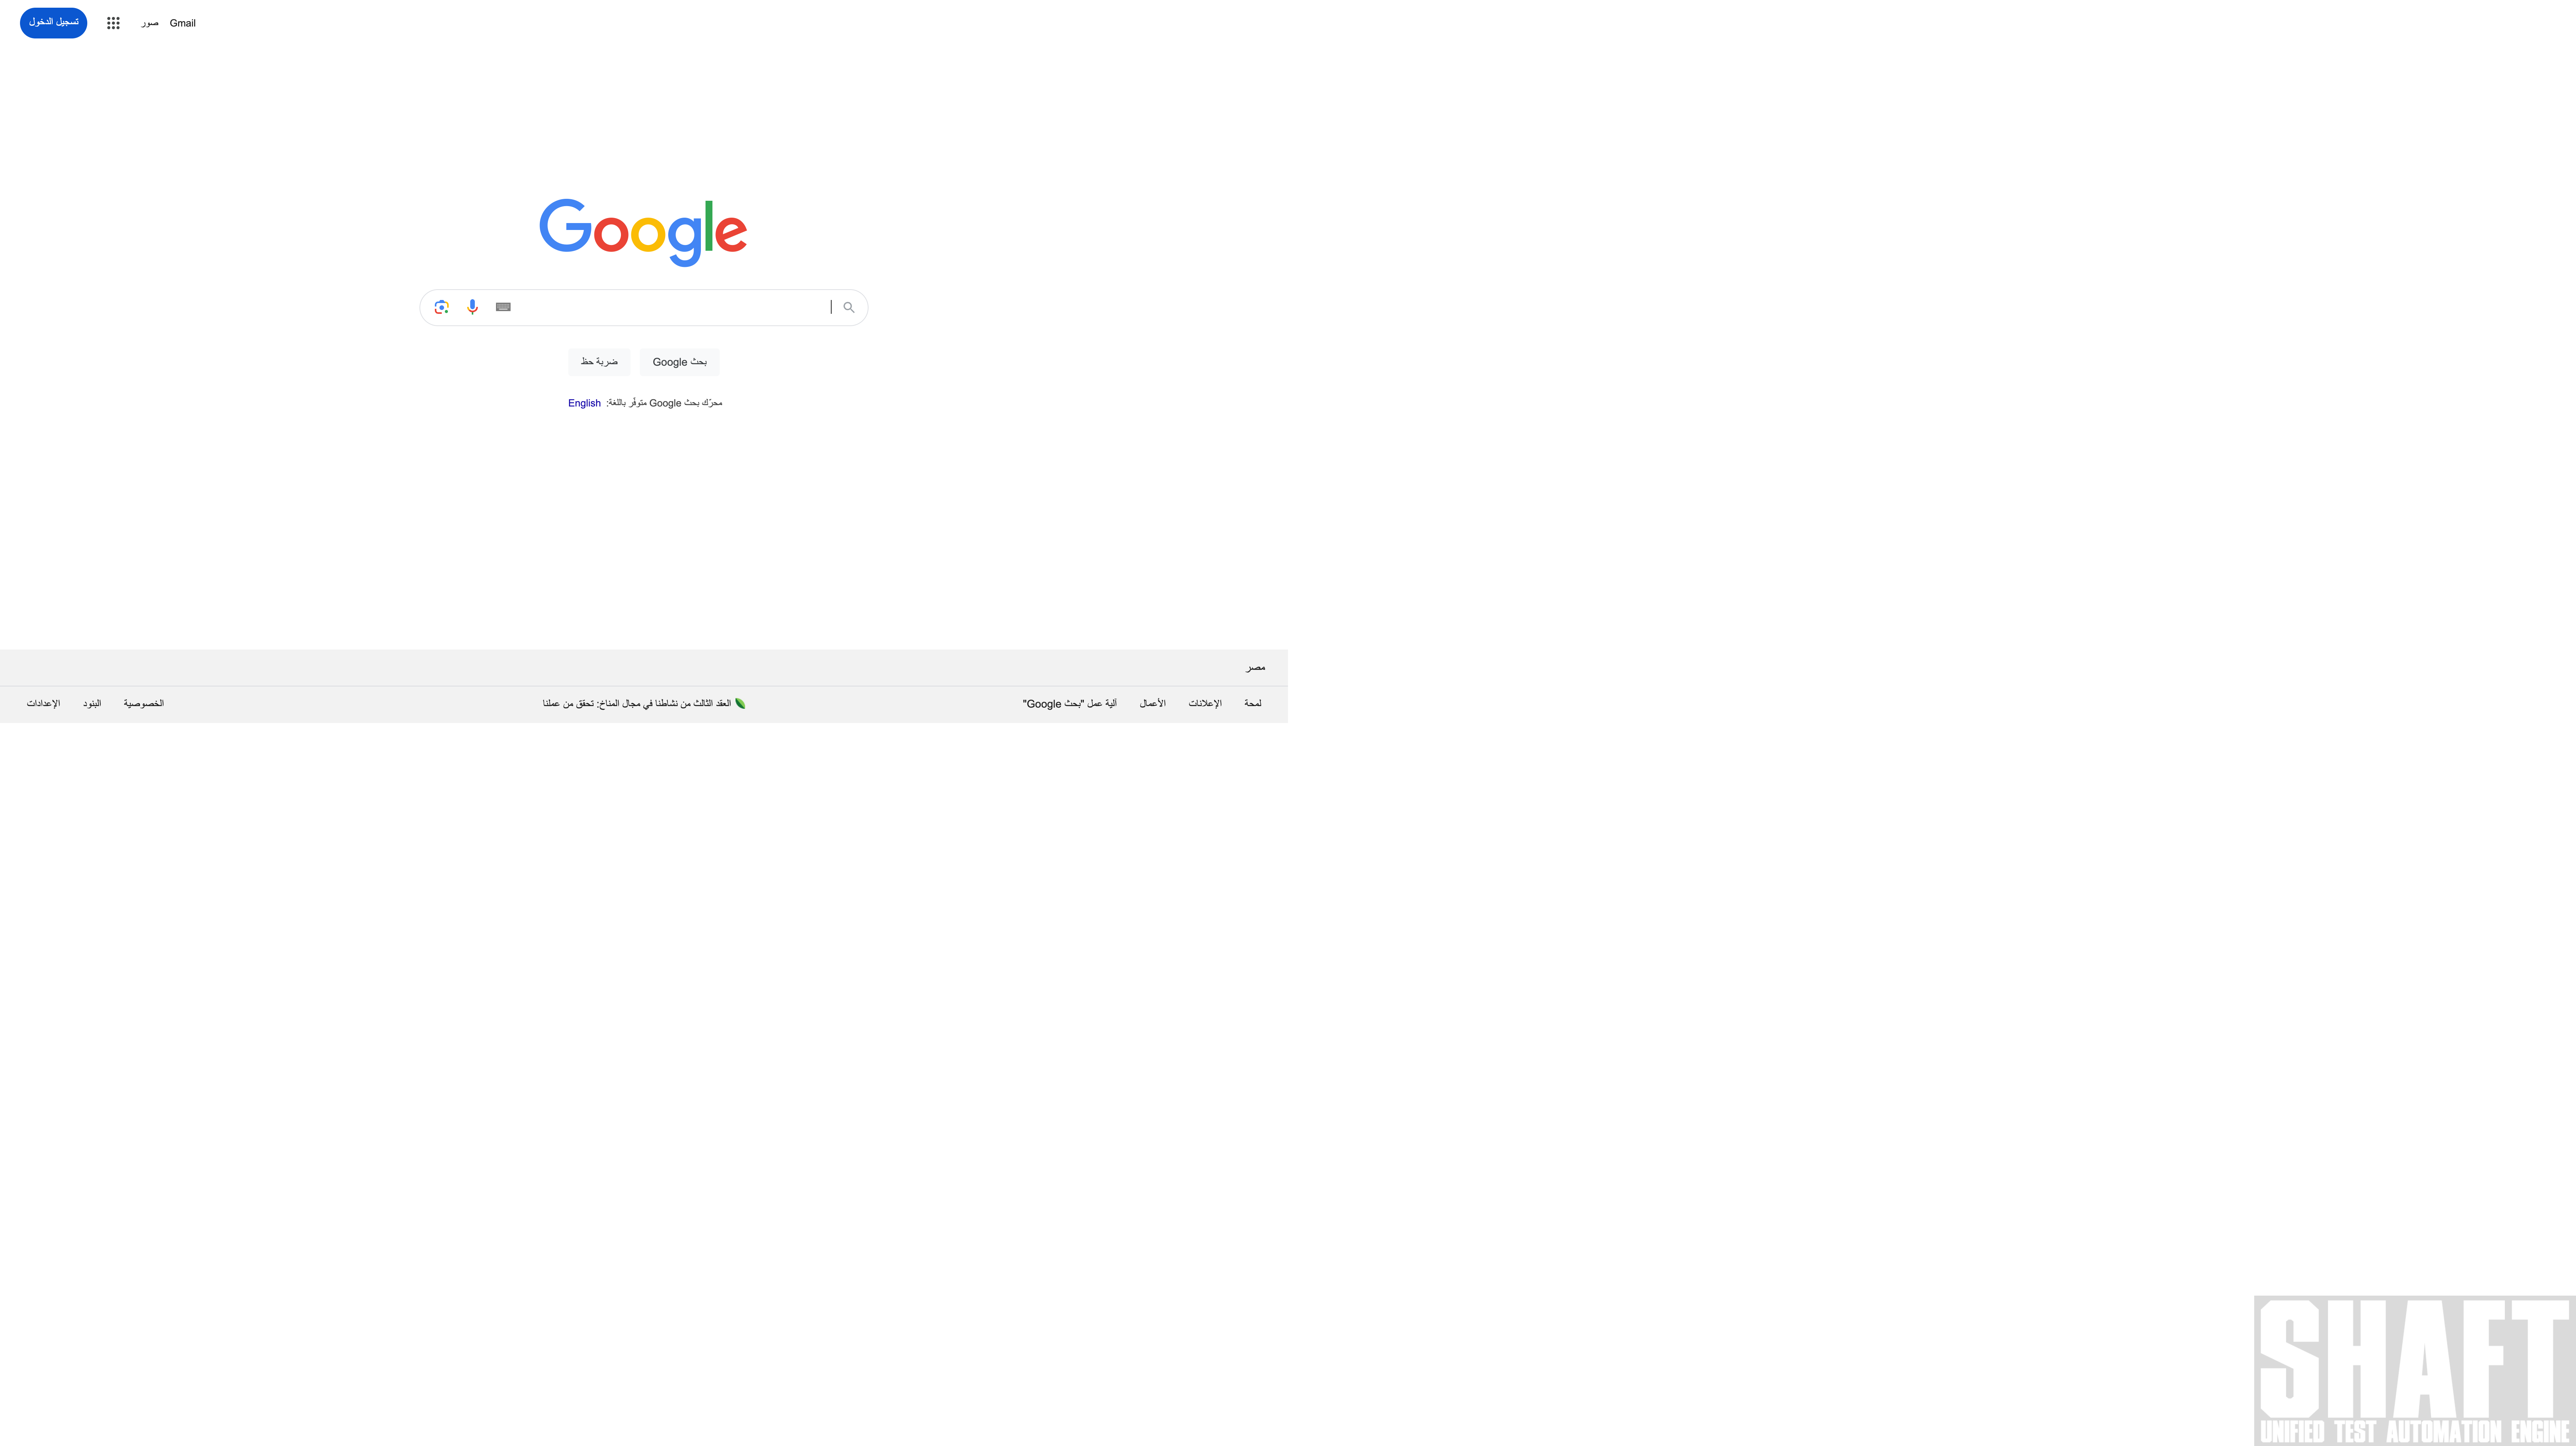 Gmail صور تسجيل الدخول
Google
بحث Google ضربة حظ
محرّك بحث Google متوفّر باللغة: English
مصر
لمحة الإعلانات الأعمال آلية عمل "بحث Google" العقد الثالث من نشاطنا في مجال المناخ: تحقق من عملنا الخصوصية البنود الإعدادات
SHAFT
UNIFIED TEST AUTOMATION ENGINE